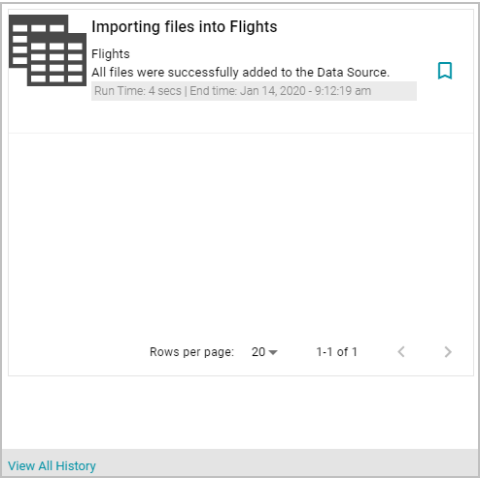 Importing files into Flights
Flights
All files were successfully added to the Data Source.
Run Time: 4 secs | End time: Jan 14, 2020 - 9:12:19 am
Rows per page: 20 1-1 of 1
View All History